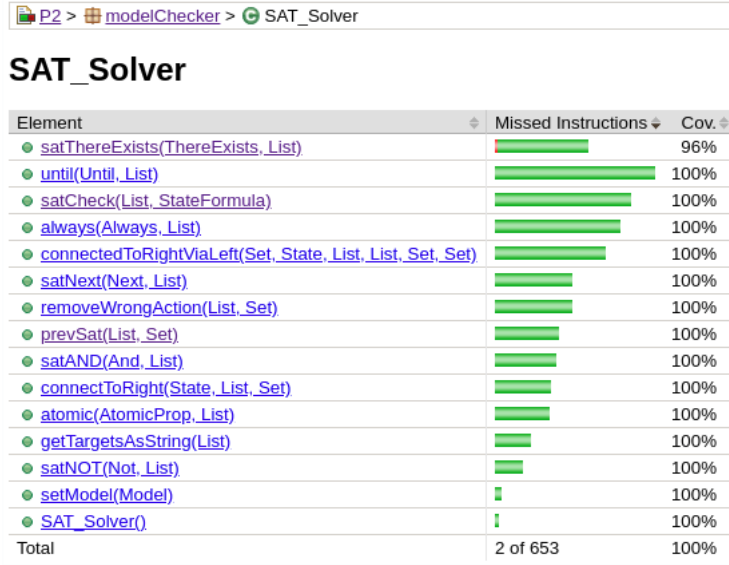 P2 > modelChecker > SAT_Solver
SAT_Solver
Element Missed Instructions Cov.
satThereExists(ThereExists, List) 96%
until(Until, List) 100%
satCheck(List, StateFormula) 100%
always(Always, List) 100%
connectedToRightViaLeft(Set, State, List, List, Set, Set) 100%
satNext(Next, List) 100%
removeWrongAction(List, Set) 100%
prevSat(List, Set) 100%
satAND(And, List) 100%
connectToRight(State, List, Set) 100%
atomic(AtomicProp, List) 100%
getTargetsAsString(List) 100%
satNOT(Not, List) 100%
setModel(Model) 100%
SAT_Solver() 100%
Total 2 of 653 100%